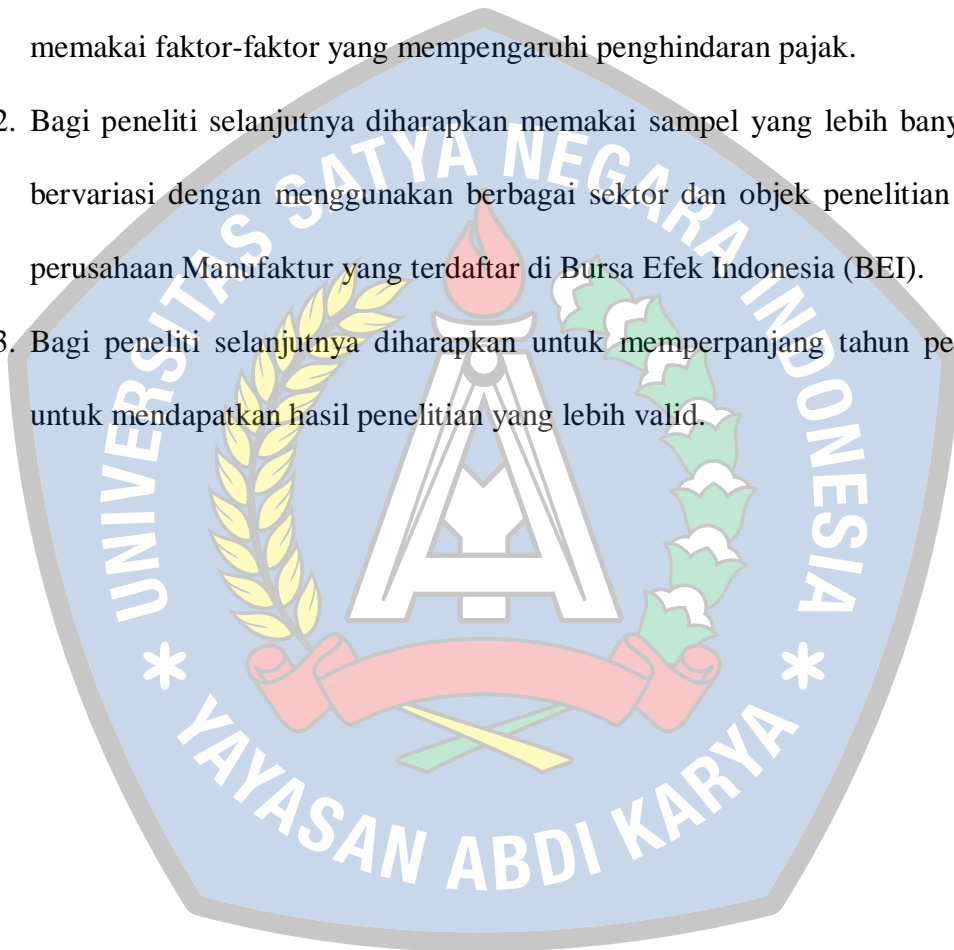 memakai faktor-faktor yang mempengaruhi penghindaran pajak.
2. Bagi peneliti selanjutnya diharapkan memakai sampel yang lebih
bervariasi dengan menggunakan berbagai sektor dan objek penelitian
perusahaan Manufaktur yang terdaftar di Bursa Efek Indonesia (BEI).
3. Bagi peneliti selanjutnya diharapkan untuk memperpanjang tahun
untuk mendapatkan hasil penelitian yang lebih valid.
UNIVERSITAS SATYA NEGARA INDONESIA
* YAYASAN ABDI KARYA *